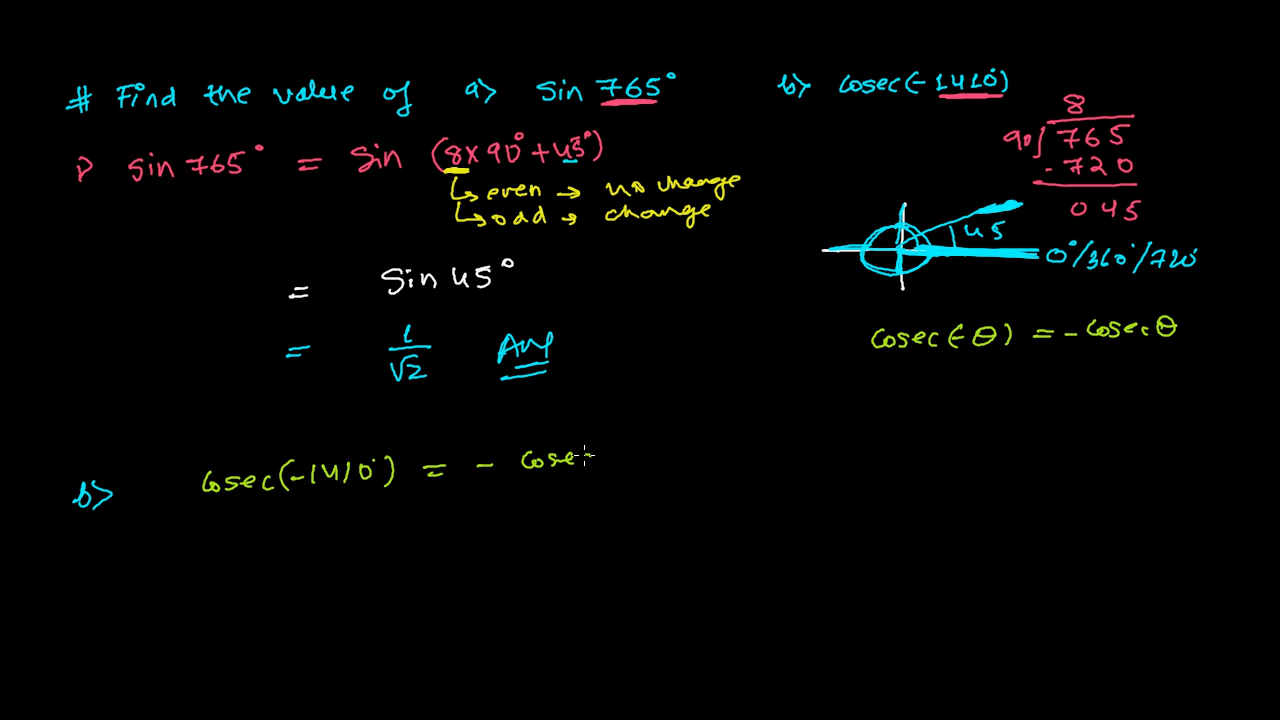 # Find the value of a> sin 765° b> cosec(-1410°)
▷ sin 765° = sin (8×90°+45°)
↳ even → no change
↳ odd → change
= sin 45°
= 1/√2 Ans
8
90)765
-720
045
45
0°/360°/720°
cosec(-θ) = -cosecθ
b> cosec(-1410°) = - cosec